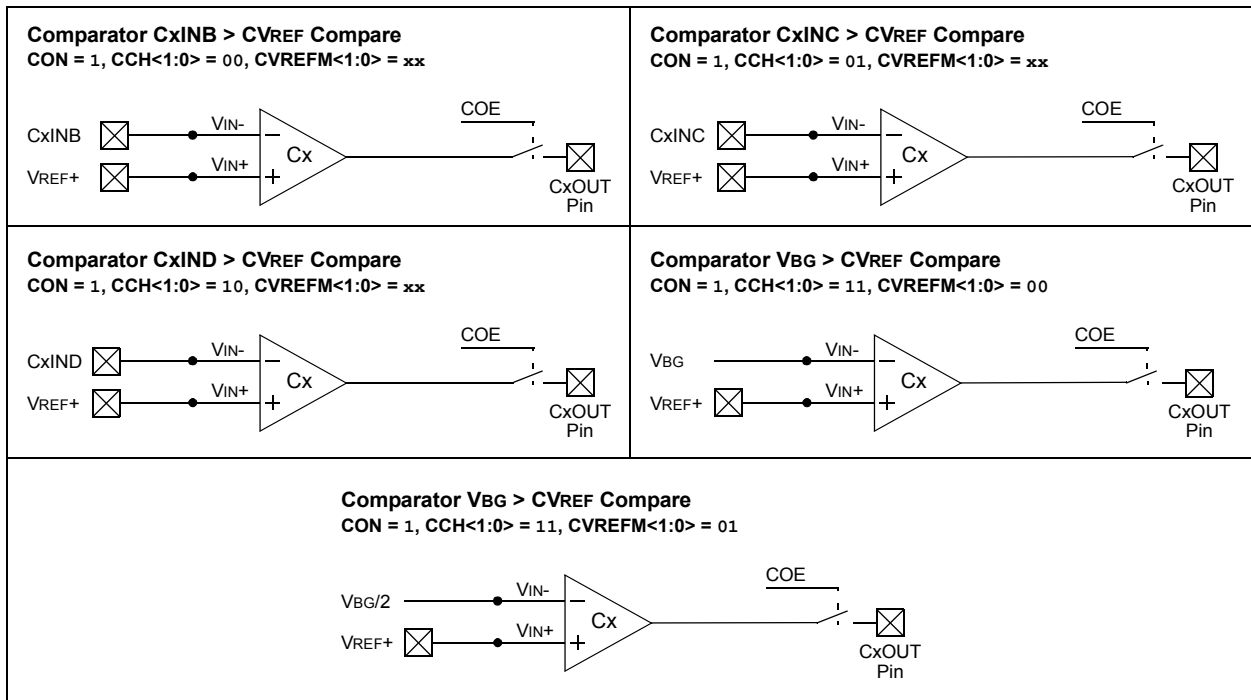 Comparator CxINB > CVREF Compare
CON = 1, CCH<1:0> = 00, CVREFM<1:0> = xx
COE
CxINB
VIN-
–
Cx
VREF+
VIN+
+
CxOUT
Pin
Comparator CxINC > CVREF Compare
CON = 1, CCH<1:0> = 01, CVREFM<1:0> = xx
COE
CxINC
VIN-
–
Cx
VREF+
VIN+
+
CxOUT
Pin
Comparator CxIND > CVREF Compare
CON = 1, CCH<1:0> = 10, CVREFM<1:0> = xx
COE
CxIND
VIN-
–
Cx
VREF+
VIN+
+
CxOUT
Pin
Comparator VBG > CVREF Compare
CON = 1, CCH<1:0> = 11, CVREFM<1:0> = 00
COE
VBG
VIN-
–
Cx
VREF+
VIN+
+
CxOUT
Pin
Comparator VBG > CVREF Compare
CON = 1, CCH<1:0> = 11, CVREFM<1:0> = 01
COE
VBG/2
VIN-
–
Cx
VREF+
VIN+
+
CxOUT
Pin